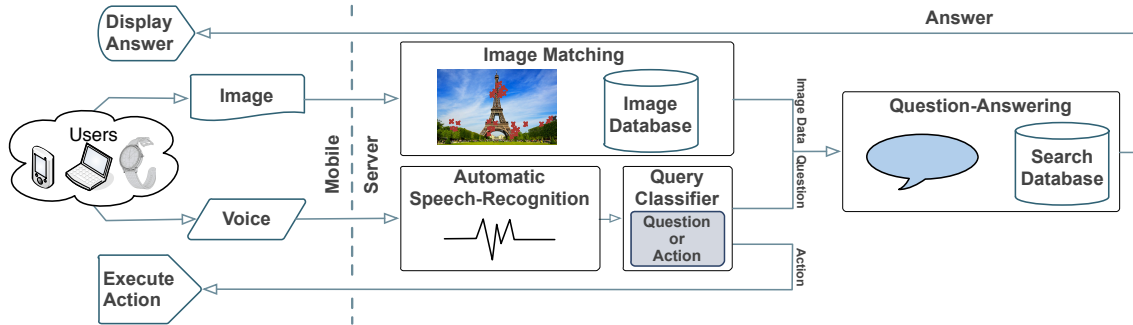 Display
Answer
Answer
Image Matching
Image
Image
Database
Image Data
Question
Question-Answering
Search
Database
Users
Mobile
Server
Automatic
Speech-Recognition
Query
Classifier
Question
or
Action
Voice
Action
Execute
Action